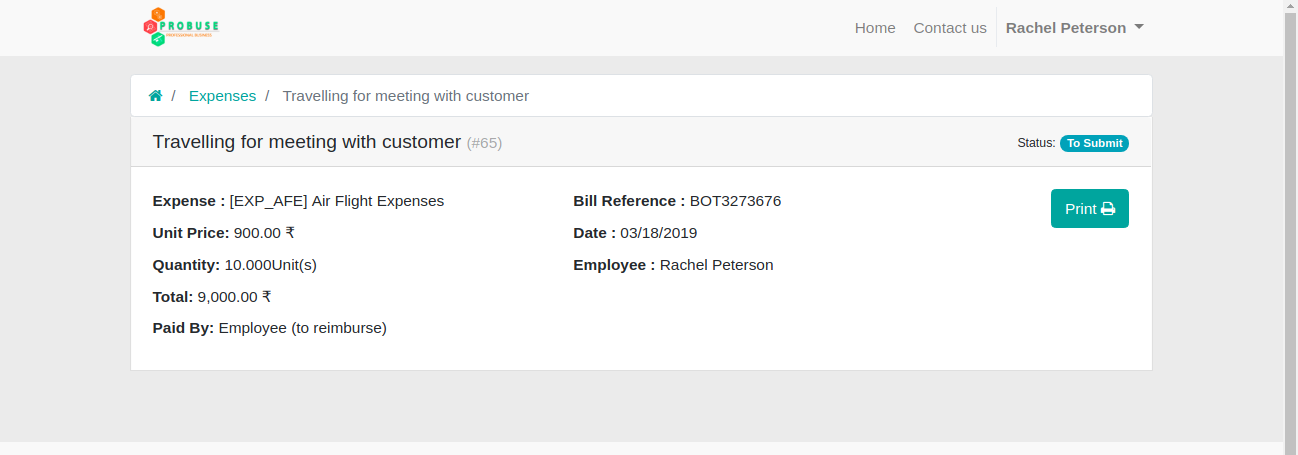 PROBUSE
PROFESSIONAL BUSINESS
Home Contact us Rachel Peterson
/ Expenses / Travelling for meeting with customer
Travelling for meeting with customer (#65)
Status: To Submit
Expense : [EXP_AFE] Air Flight Expenses
Unit Price: 900.00 ₹
Quantity: 10.000Unit(s)
Total: 9,000.00 ₹
Paid By: Employee (to reimburse)
Bill Reference : BOT3273676
Date : 03/18/2019
Employee : Rachel Peterson
Print